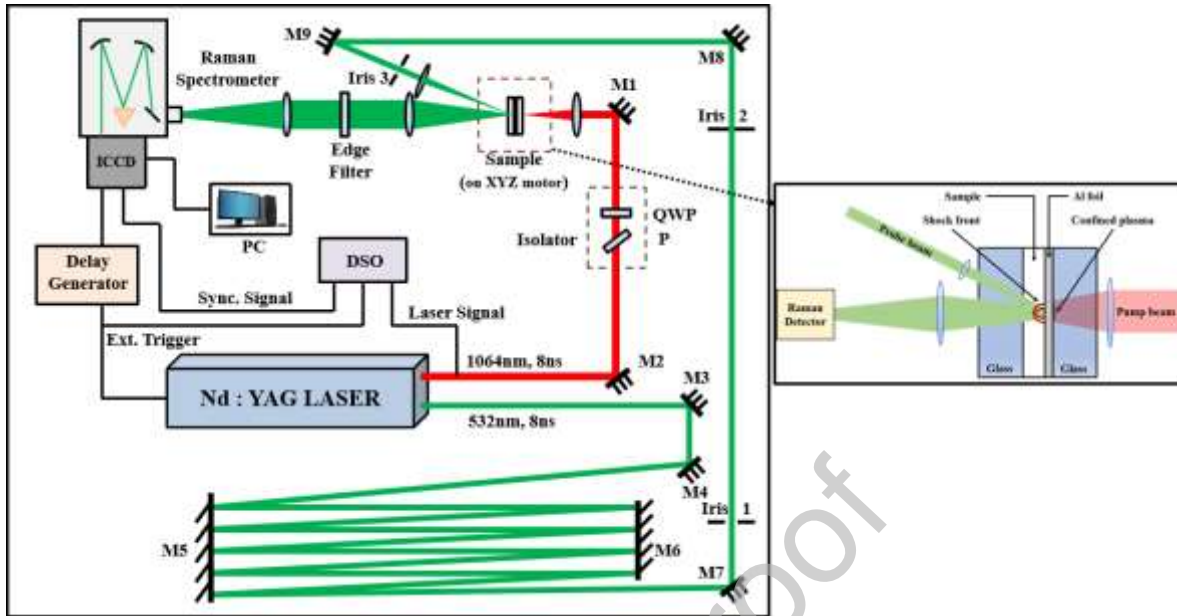 M9
M8
Raman
Spectrometer
Iris 3
M1
Iris 2
Edge
Filter
Sample
(on XYZ motor)
ICCD
PC
QWP
Isolator P
Delay
Generator
DSO
Sync. Signal
Laser Signal
Ext. Trigger
1064nm, 8ns
M2
M3
Nd : YAG LASER
532nm, 8ns
M4
Iris 1
M5
M6
M7
Sample
Al foil
Shock front
Confined plasma
Probe beam
Raman
Detector
Pump beam
Glass
Glass
roof